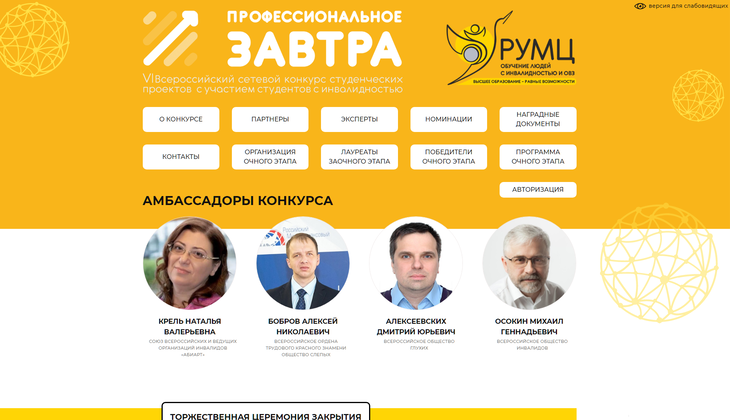 версия для слабовидящих
ПРОФЕССИОНАЛЬНОЕ
ЗАВТРА
VIВсероссийский сетевой конкурс студенческих
проектов с участием студентов с инвалидностью
РУМЦ
ОБУЧЕНИЕ ЛЮДЕЙ
С ИНВАЛИДНОСТЬЮ И ОВЗ
ВЫСШЕЕ ОБРАЗОВАНИЕ – РАВНЫЕ ВОЗМОЖНОСТИ
О КОНКУРСЕ
ПАРТНЕРЫ
ЭКСПЕРТЫ
НОМИНАЦИИ
НАГРАДНЫЕ
ДОКУМЕНТЫ
КОНТАКТЫ
ОРГАНИЗАЦИЯ
ОЧНОГО ЭТАПА
ЛАУРЕАТЫ
ЗАОЧНОГО ЭТАПА
ПОБЕДИТЕЛИ
ОЧНОГО ЭТАПА
ПРОГРАММА
ОЧНОГО ЭТАПА
АВТОРИЗАЦИЯ
АМБАССАДОРЫ КОНКУРСА
КРЕЛЬ НАТАЛЬЯ
ВАЛЕРЬЕВНА
СОЮЗ ВСЕРОССИЙСКИХ И ВЕДУЩИХ
ОРГАНИЗАЦИЙ ИНВАЛИДОВ
«АВИАРТ»
БОБРОВ АЛЕКСЕЙ
НИКОЛАЕВИЧ
ВСЕРОССИЙСКОЕ ОРДЕНА
ТРУДОВОГО КРАСНОГО ЗНАМЕНИ
ОБЩЕСТВО СЛЕПЫХ
АЛЕКСЕЕВСКИХ
ДМИТРИЙ ЮРЬЕВИЧ
ВСЕРОССИЙСКОЕ ОБЩЕСТВО
ГЛУХИХ
ОСОКИН МИХАИЛ
ГЕННАДЬЕВИЧ
ВСЕРОССИЙСКОЕ ОБЩЕСТВО
ИНВАЛИДОВ
ТОРЖЕСТВЕННАЯ ЦЕРЕМОНИЯ ЗАКРЫТИЯ